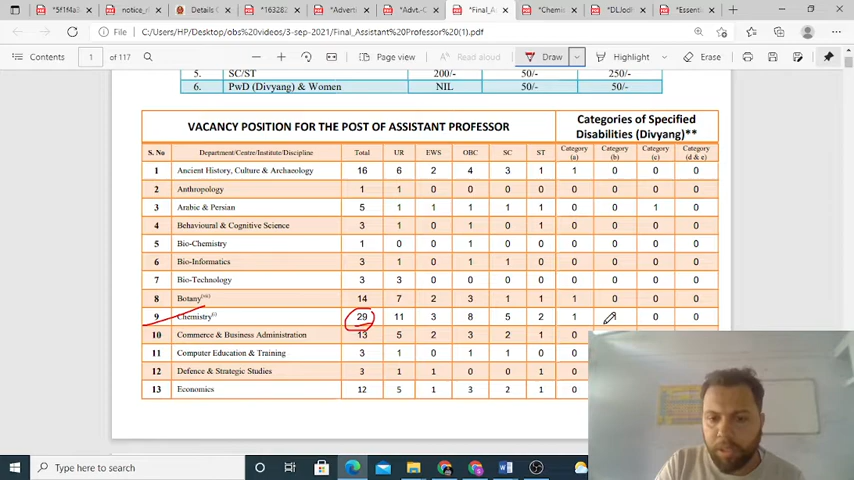 *5f1f4a8
notice_d
Details C
*16328
*Adverti
*Advt.-C
*Final_A
*Chemis
*DLJodh
*Essenti
File
C:/Users/HP/Desktop/obs%20videos/3-sep-2021/Final_Assistant%20Professor%20(1).pdf
Contents
1
of 117
Page view
Read aloud
Draw
Highlight
Erase
5. SC/ST 200/- 50/- 250/-
6. PwD (Divyang) & Women NIL 50/- 50/-
VACANCY POSITION FOR THE POST OF ASSISTANT PROFESSOR
Categories of Specified
Disabilities (Divyang)**
S. No Department/Centre/Institute/Discipline Total UR EWS OBC SC ST Category (a) Category (b) Category (c) Category (d & e)
1 Ancient History, Culture & Archaeology 16 6 2 4 3 1 1 0 0 0
2 Anthropology 1 1 0 0 0 0 0 0 0 0
3 Arabic & Persian 5 1 1 1 1 1 0 0 1 0
4 Behavioural & Cognitive Science 3 1 0 1 0 1 0 0 0 0
5 Bio-Chemistry 1 0 0 1 0 0 0 0 0 0
6 Bio-Informatics 3 1 0 1 1 0 0 0 0 0
7 Bio-Technology 3 3 0 0 0 0 0 0 0 0
8 Botany 14 7 2 3 1 1 1 0 0 0
9 Chemistry(i) 29 11 3 8 5 2 1 0 0
10 Commerce & Business Administration 13 5 2 3 2 1 0
11 Computer Education & Training 3 1 0 1 1 0 0
12 Defence & Strategic Studies 3 1 1 0 0 1 0
13 Economics 12 5 1 3 2 1 0
Type here to search